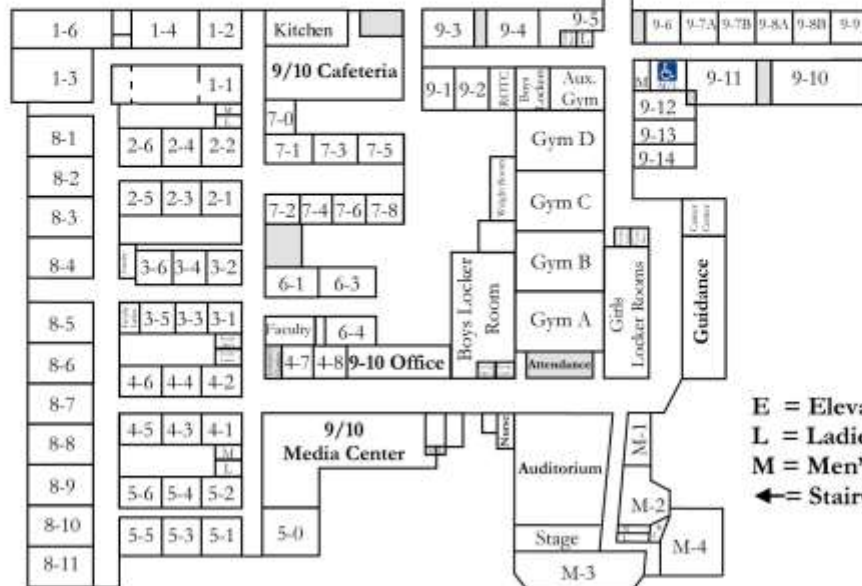 1-6 1-4 1-2 Kitchen 9-3 9-4 9-5 9-6 9-7A 9-7B 9-8A 9-8B 9-9
1-3 1-1 9/10 Cafeteria 9-1 9-2 ROTC Boys Lockers Aux. Gym M 9-11 9-10
M
L
7-0
9-12
8-1 2-6 2-4 2-2 7-1 7-3 7-5 Gym D 9-13
9-14
8-2
8-3 2-5 2-3 2-1 7-2 7-4 7-6 7-8 Weight Room Gym C Career Center
8-4 3-6 3-4 3-2 6-1 6-3 Gym B
8-5 3-5 3-3 3-1 Faculty 6-4 Boys Locker Room Gym A Girls Locker Rooms Guidance
8-6 4-7 4-8 9-10 Office Attendance
4-6 4-4 4-2
8-7
8-8 4-5 4-3 4-1 9/10 Media Center Nurse M-1
M
L
8-9 5-6 5-4 5-2 Auditorium M-2
8-10 5-5 5-3 5-1 5-0 Stage M-4
8-11 M-3
E = Eleva
L = Ladie
M = Men'
= Stair